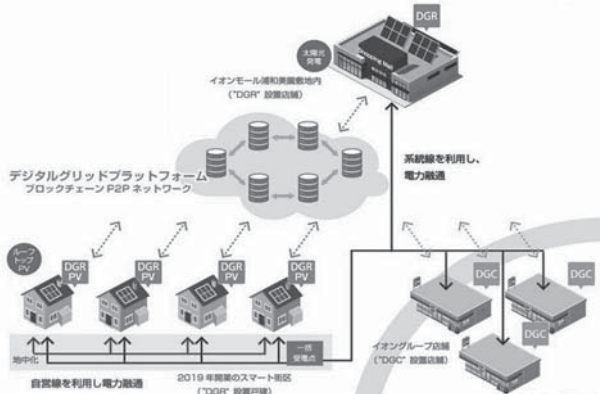 DGR
太陽光
発電
Shopping Mall
イオンモール浦和美園敷地内
("DGR" 設置店舗)
系統線を利用し、
電力融通
デジタルグリッドプラットフォーム
ブロックチェーン P2P ネットワーク
ルーフ
トップ
PV
DGR
PV
DGR
PV
DGR
PV
DGR
PV
DGC
DGC
DGC
イオングループ店舗
("DGC" 設置店舗)
一括
受電点
地中化
自営線を利用し電力融通
2019 年開業のスマート街区
("DGR" 設置戸建)